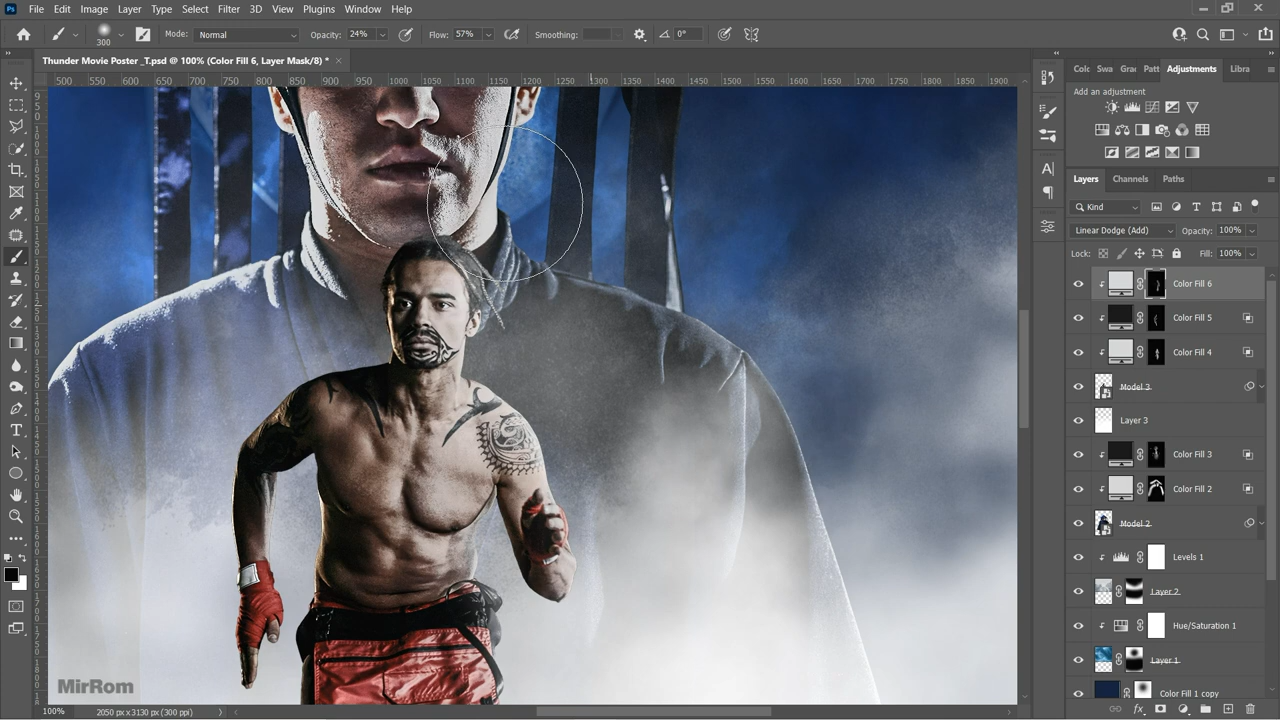 Ps File Edit Image Layer Type Select Filter 3D View Plugins Window Help
300 Mode: Normal Opacity: 24% Flow: 57% Smoothing: 0°
Thunder Movie Poster _T.psd @ 100% (Color Fill 6, Layer Mask/8) * ×
500 550 600 650 700 750 800 850 900 950 1000 1050 1100 1150 1200 1250 1300 1350 1400 1450 1500 1550 1600 1650 1700 1750 1800 1850 1900
Colc Swa Grac Patt Adjustments Libra
Add an adjustment
Layers Channels Paths
Kind
Linear Dodge (Add) Opacity: 100%
Lock: Fill: 100%
Color Fill 6
Color Fill 5
Color Fill 4
Model 3
Layer 3
Color Fill 3
Color Fill 2
Model 2
Levels 1
Layer 2
Hue/Saturation 1
Layer 1
Color Fill 1 copy
MirRom
100% 2050 px x 3130 px (300 ppi)